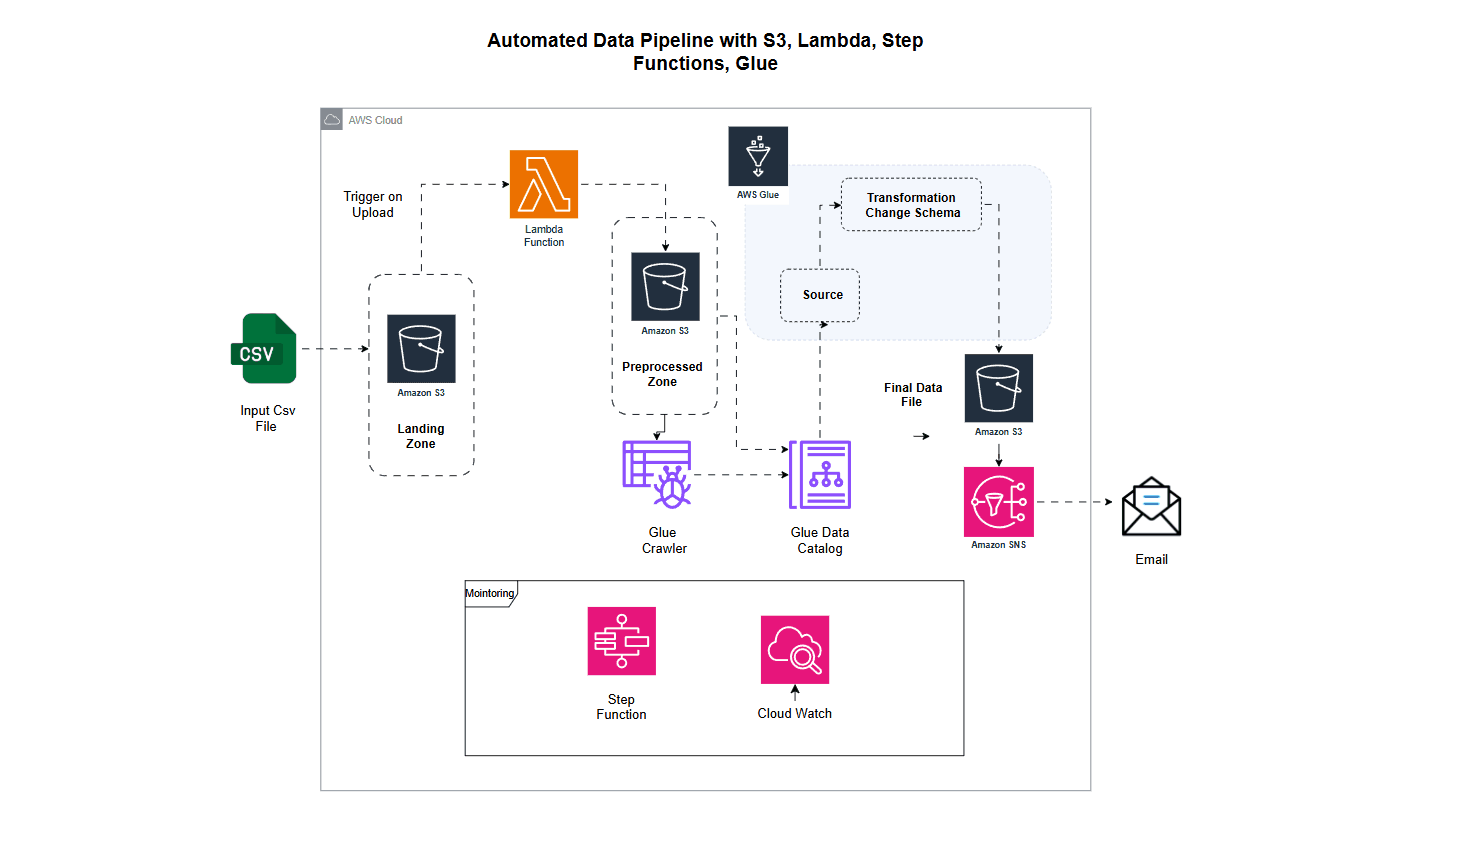 Automated Data Pipeline with S3, Lambda, Step
Functions, Glue
AWS Cloud
Trigger on
Upload
Lambda
Function
AWS Glue
Transformation
Change Schema
Source
CSV
Input Csv
File
Amazon S3
Landing
Zone
Amazon S3
Preprocessed
Zone
Final Data
File
Amazon S3
Glue
Crawler
Glue Data
Catalog
Amazon SNS
Email
Mointoring
Step
Function
Cloud Watch